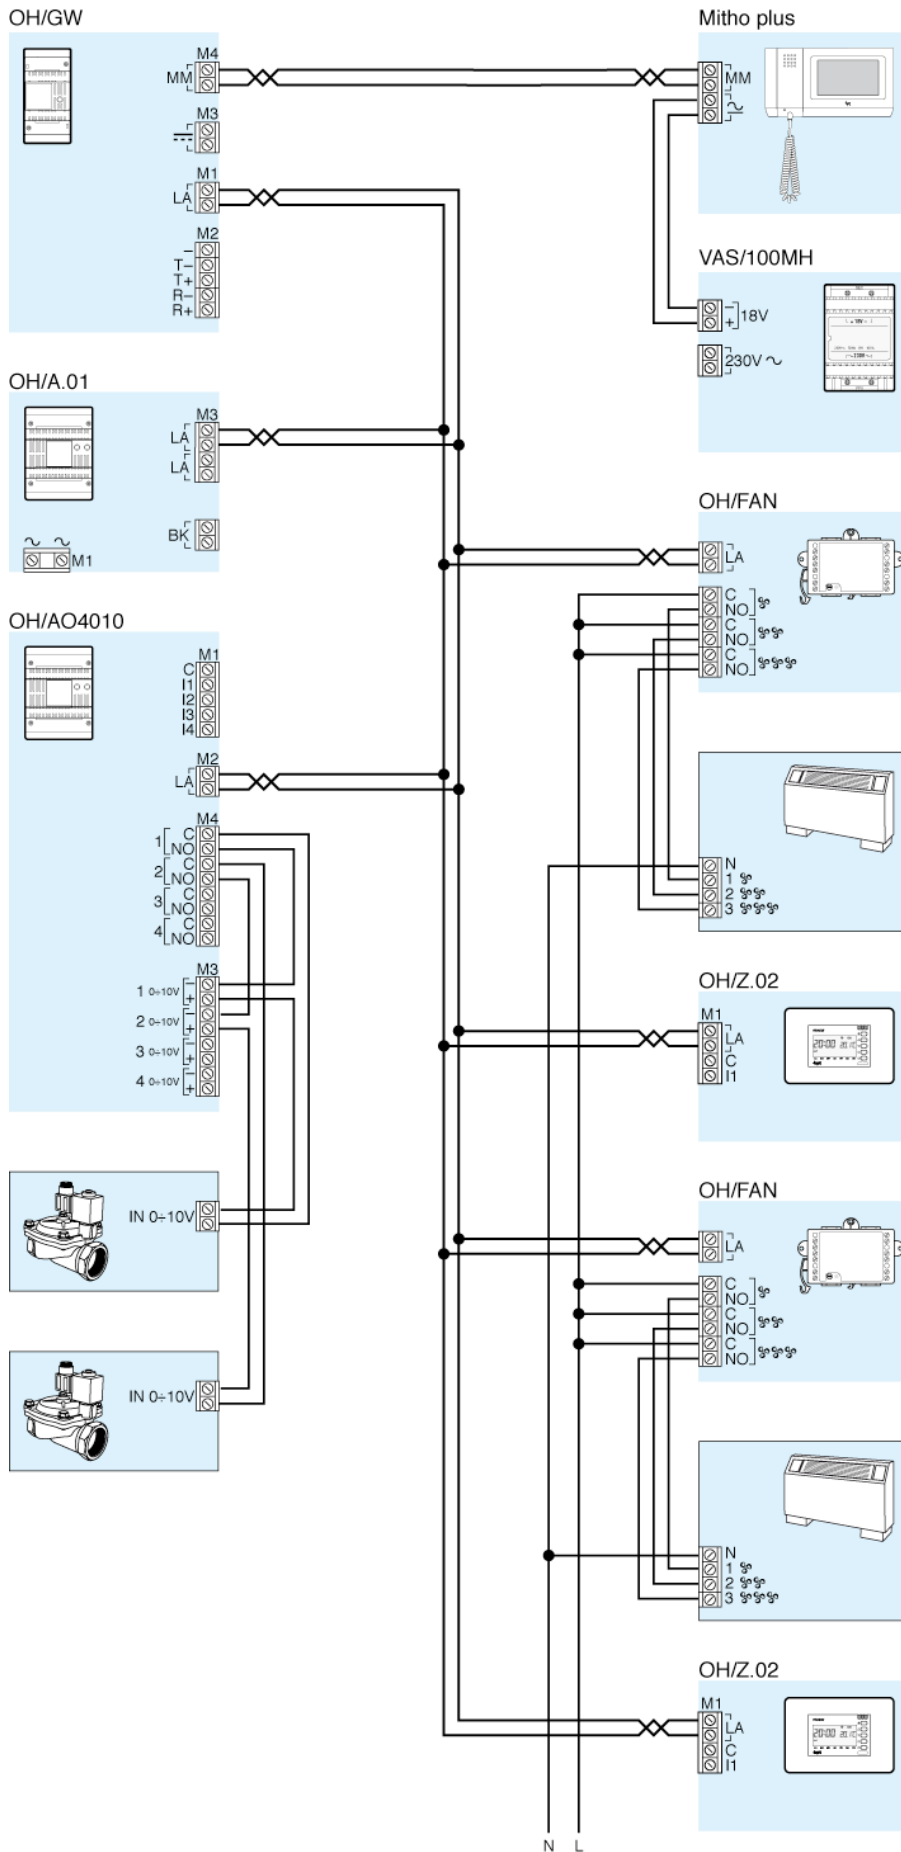 OH/GW
M4
MM
M3
M1
LA
M2
−
T−
T+
R−
R+
OH/A.01
M3
LA
LA
BK
M1
OH/AO4010
M1
C
I1
I2
I3
I4
M2
LA
M4
1 C
NO
2 C
NO
3 C
NO
4 C
NO
M3
1 0÷10V −
+
2 0÷10V −
+
3 0÷10V −
+
4 0÷10V −
+
IN 0÷10V
IN 0÷10V
Mitho plus
MM
VAS/100MH
−
+ 18V
230V ~
OH/FAN
LA
C
NO
C
NO
C
NO
N
1
2
3
OH/Z.02
M1
LA
C
I1
20:00
OH/FAN
LA
C
NO
C
NO
C
NO
N
1
2
3
OH/Z.02
M1
LA
C
I1
20:00
N L